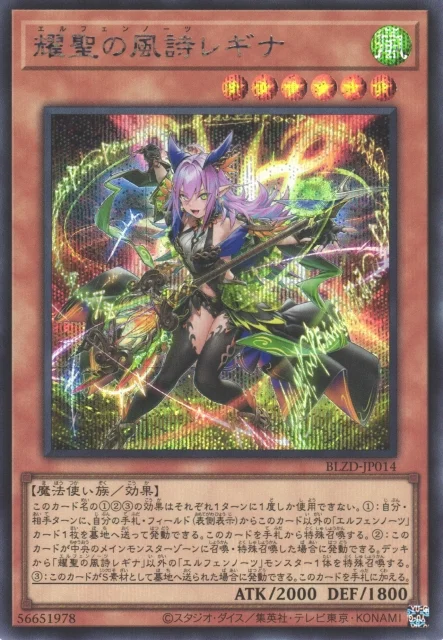 エルフェンノーツ
耀聖の風詩レギナ
BLZD-JP014
【魔法使い族/効果】
このカード名の①②③の効果はそれぞれ1ターンに1度しか使用できない。①:自分・
相手ターンに、自分の手札・フィールド(表側表示)からこのカード以外の「エルフェンノーツ」
カード1枚を墓地へ送って発動できる。このカードを手札から特殊召喚する。②:この
カードが中央のメインモンスターゾーンに召喚・特殊召喚した場合に発動できる。デッキ
から「耀聖の風詩レギナ」以外の「エルフェンノーツ」モンスター1体を特殊召喚する。
③:このカードがS素材として墓地へ送られた場合に発動できる。このカードを手札に加える。
ATK/2000 DEF/1800
56651978
©スタジオ・ダイス/集英社・テレビ東京・KONAMI